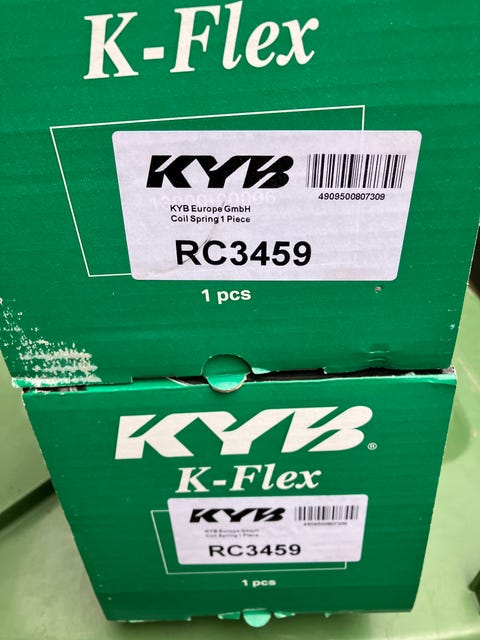 K-Flex
KYB
4909500807309
KYB Europe GmbH
Coil Spring 1 Piece
RC3459
1 pcs
KYB®
K-Flex
KYB
4909500807309
KYB Europe GmbH
Coil Spring 1 Piece
RC3459
1 pcs